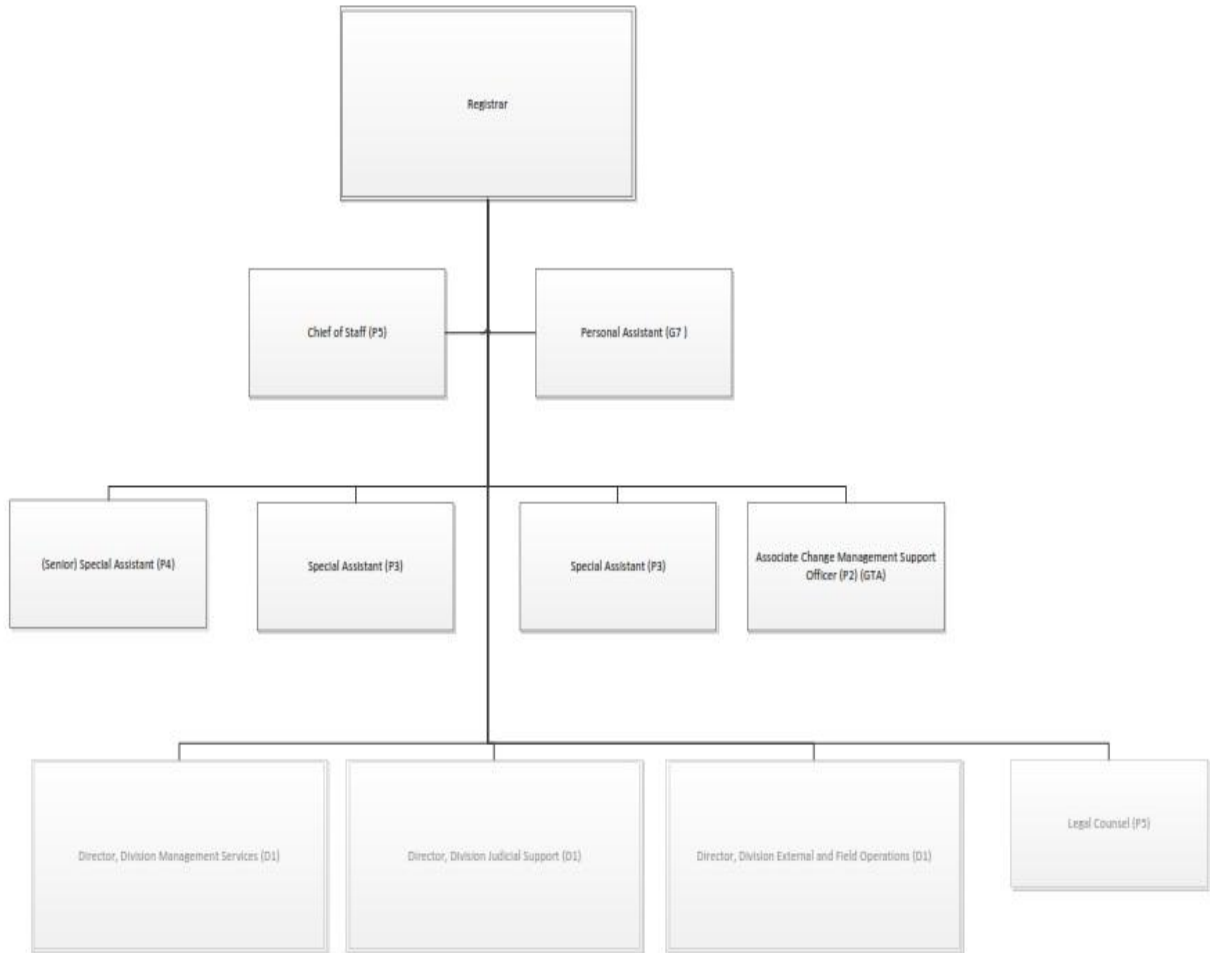 Registrar
Chief of Staff (P5)
Personal Assistant (G7 )
(Senior) Special Assistant (P4)
Special Assistant (P3)
Special Assistant (P3)
Associate Change Management Support
Officer (P2) (GTA)
Director, Division Management Services (D1)
Director, Division Judicial Support (D1)
Director, Division External and Field Operations (D1)
Legal Counsel (P5)